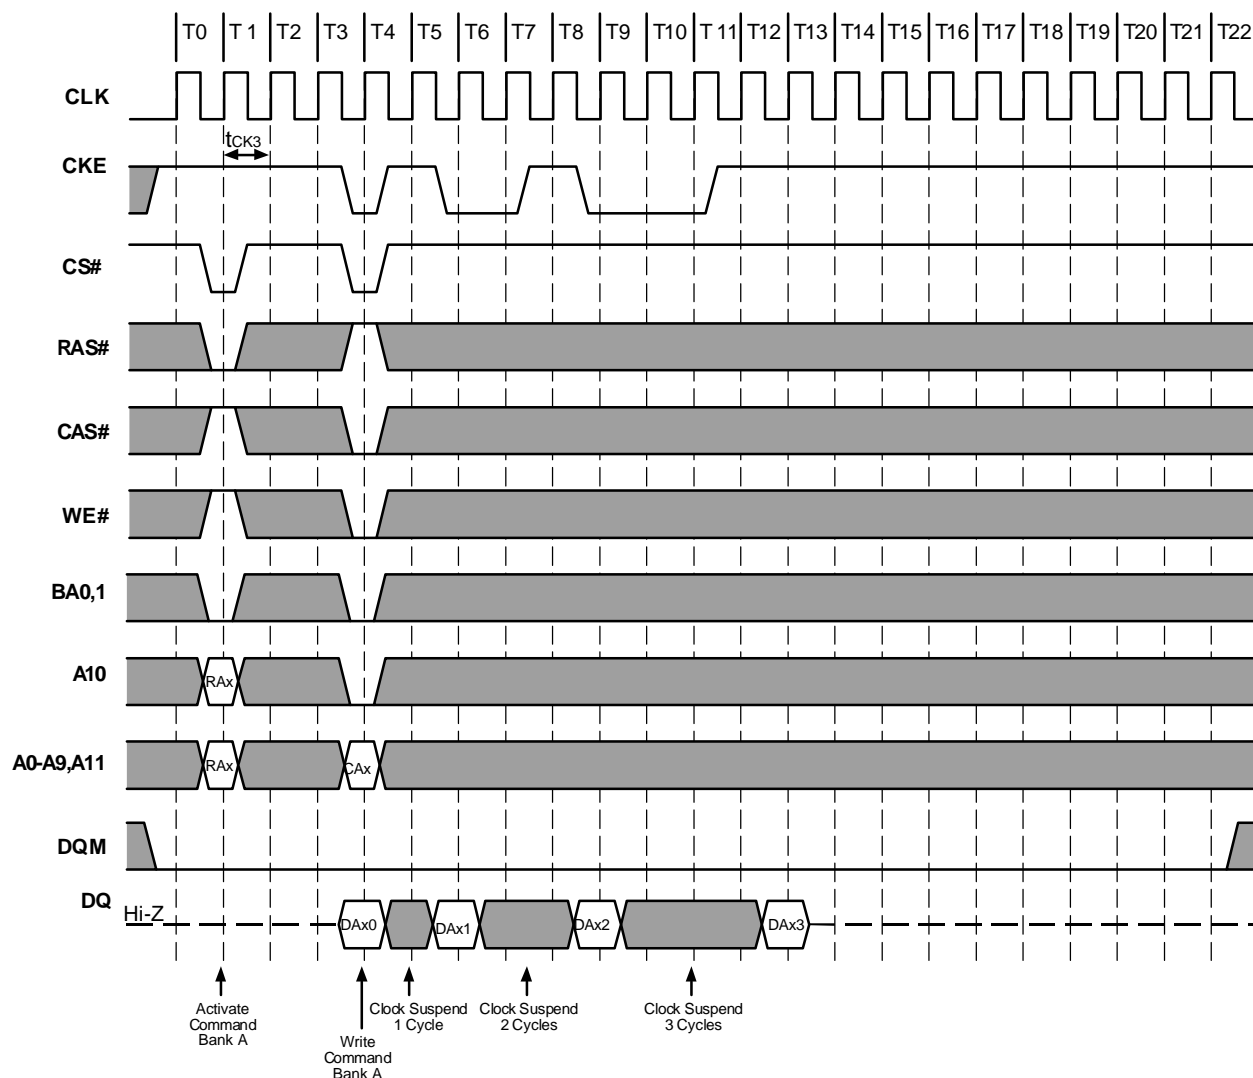 T0 T 1 T2 T3 T4 T5 T6 T7 T8 T9 T10 T 11 T12 T13 T14 T15 T16 T17 T18 T19 T20 T21 T22
CLK
tCK3
CKE
CS#
RAS#
CAS#
WE#
BA0,1
A10
RAx
A0-A9,A11
RAx CAx
DQM
DQ
Hi-Z
DAx0 DAx1 DAx2 DAx3
Activate
Command
Bank A
Write
Command
Bank A
Clock Suspend
1 Cycle
Clock Suspend
2 Cycles
Clock Suspend
3 Cycles